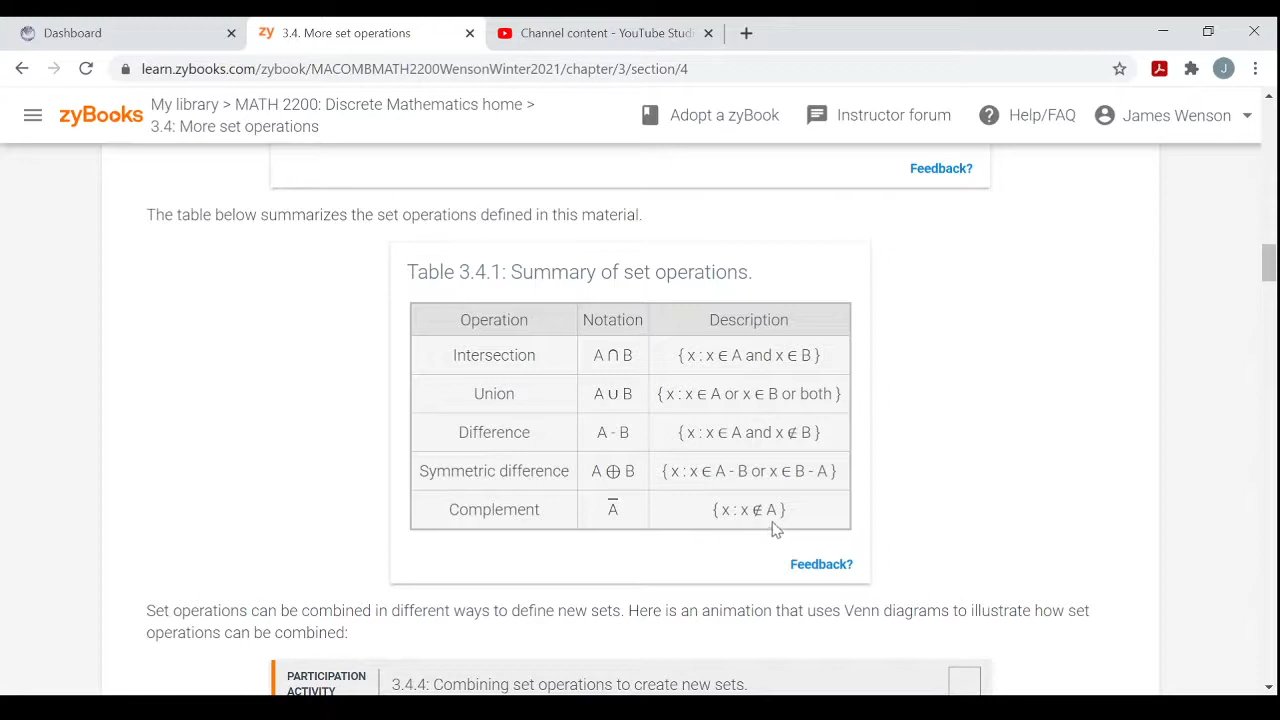 Dashboard
zy 3.4. More set operations
Channel content - YouTube Studi
learn.zybooks.com/zybook/MACOMBMATH2200WensonWinter2021/chapter/3/section/4
J
zyBooks
My library > MATH 2200: Discrete Mathematics home >
3.4: More set operations
Adopt a zyBook
Instructor forum
Help/FAQ
James Wenson
Feedback?
The table below summarizes the set operations defined in this material.
Table 3.4.1: Summary of set operations.
Operation Notation Description
Intersection A ∩ B { x : x ∈ A and x ∈ B }
Union A ∪ B { x : x ∈ A or x ∈ B or both }
Difference A - B { x : x ∈ A and x ∉ B }
Symmetric difference A ⊕ B { x : x ∈ A - B or x ∈ B - A }
Complement A̅ { x : x ∉ A }
Feedback?
Set operations can be combined in different ways to define new sets. Here is an animation that uses Venn diagrams to illustrate how set
operations can be combined:
PARTICIPATION
ACTIVITY
3.4.4: Combining set operations to create new sets.